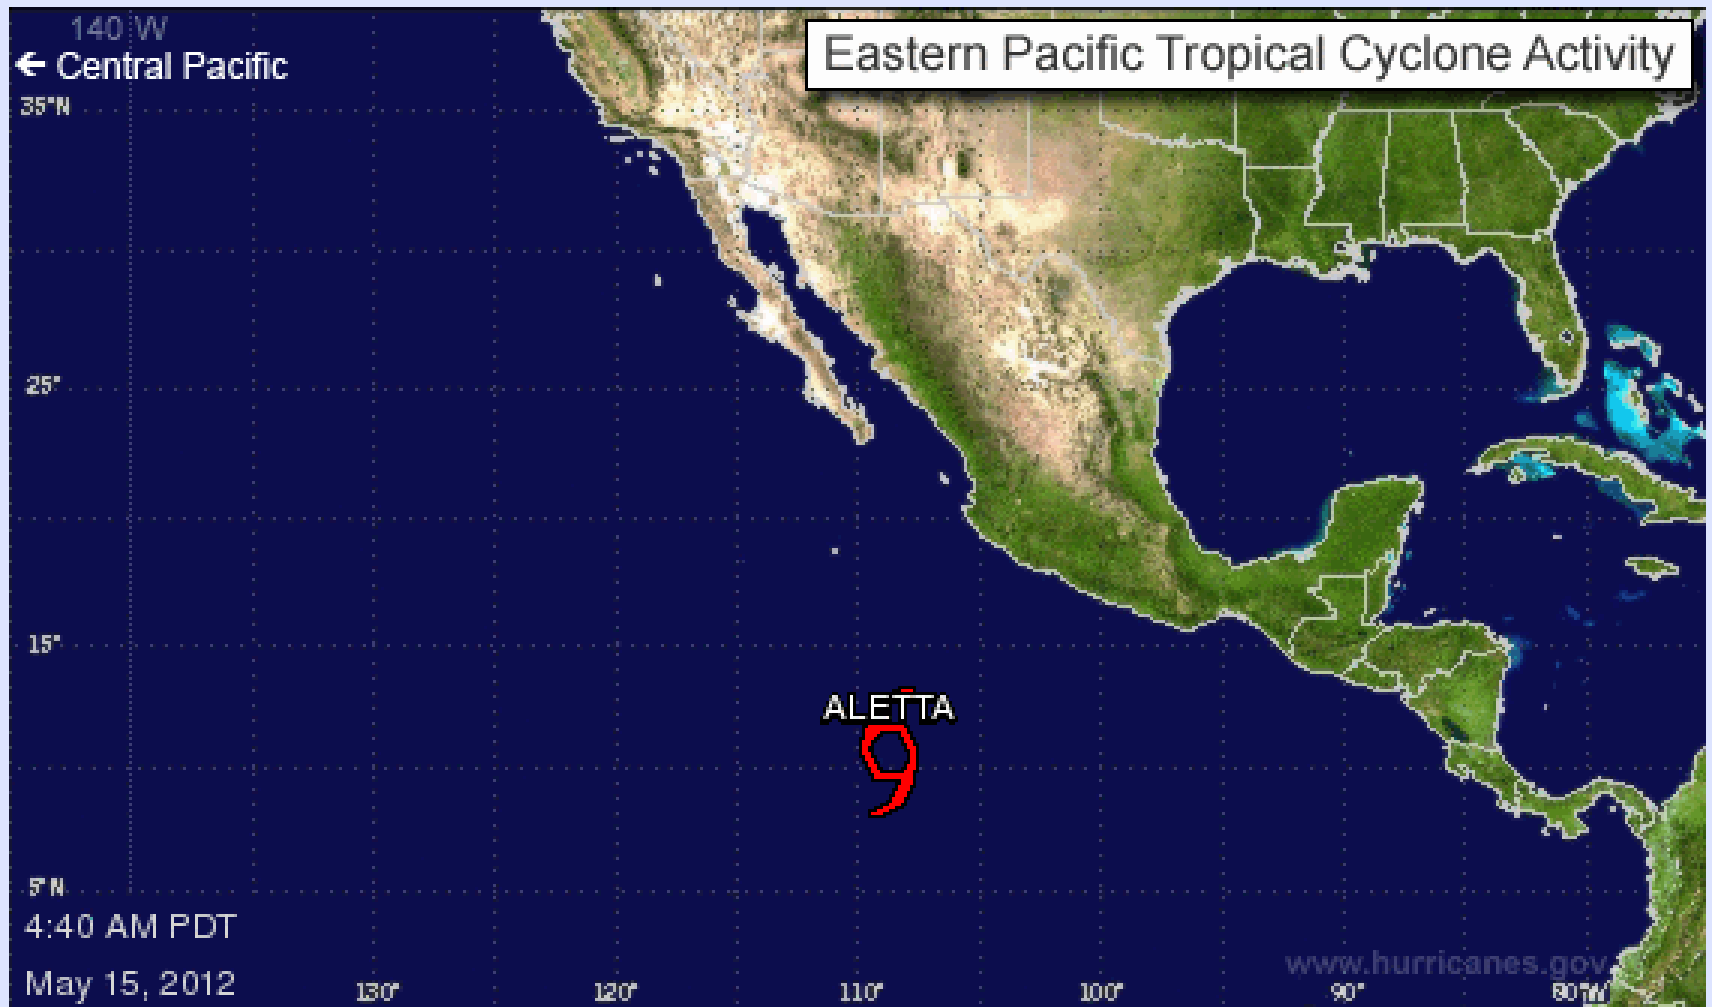 140 W
← Central Pacific
Eastern Pacific Tropical Cyclone Activity
35°N
25°
15°
ALETTA
5°N
4:40 AM PDT
www.hurricanes.gov
May 15, 2012
130° 120° 110° 100° 90° 80°W